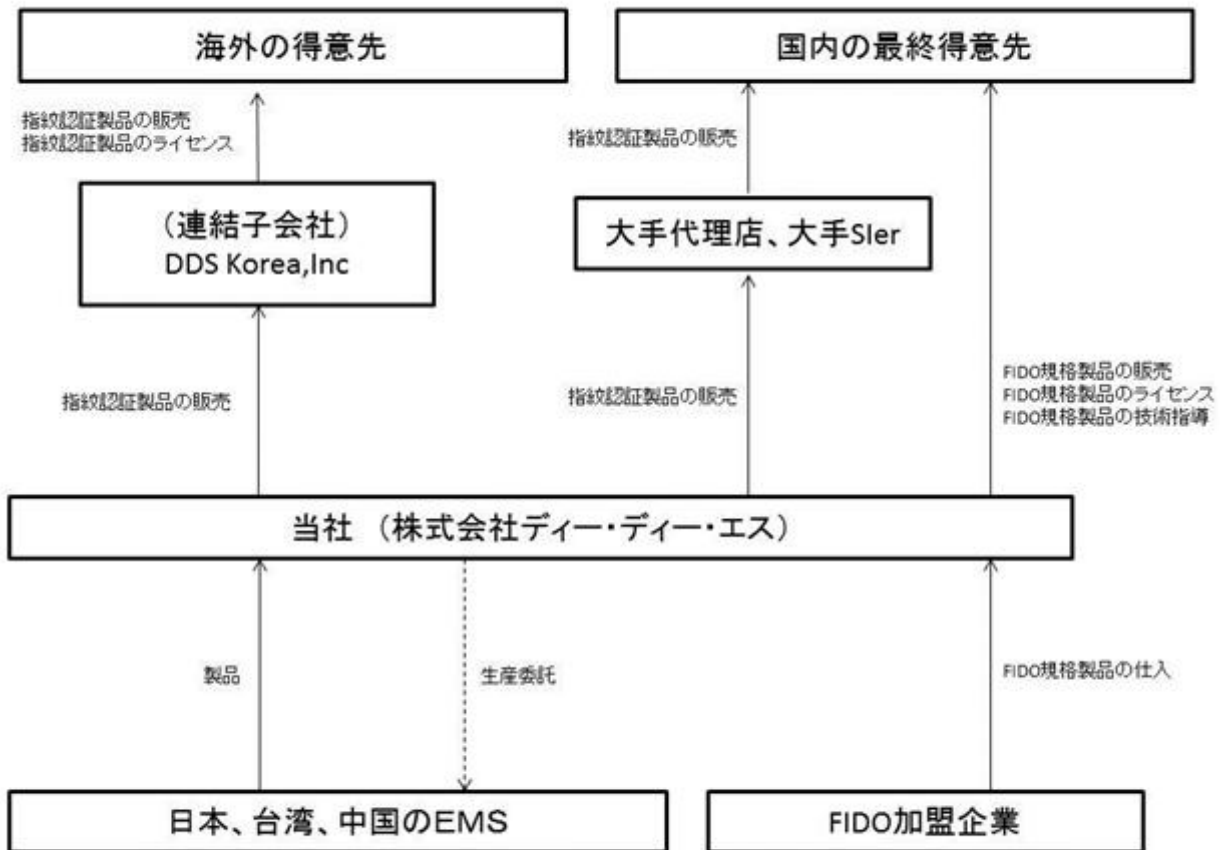 海外の得意先
国内の最終得意先
指紋認証製品の販売
指紋認証製品のライセンス
指紋認証製品の販売
(連結子会社)
DDS Korea,Inc
大手代理店、大手SIer
指紋認証製品の販売
指紋認証製品の販売
FIDO規格製品の販売
FIDO規格製品のライセンス
FIDO規格製品の技術指導
当社 (株式会社ディー・ディー・エス)
製品
生産委託
FIDO規格製品の仕入
日本、台湾、中国のEMS
FIDO加盟企業